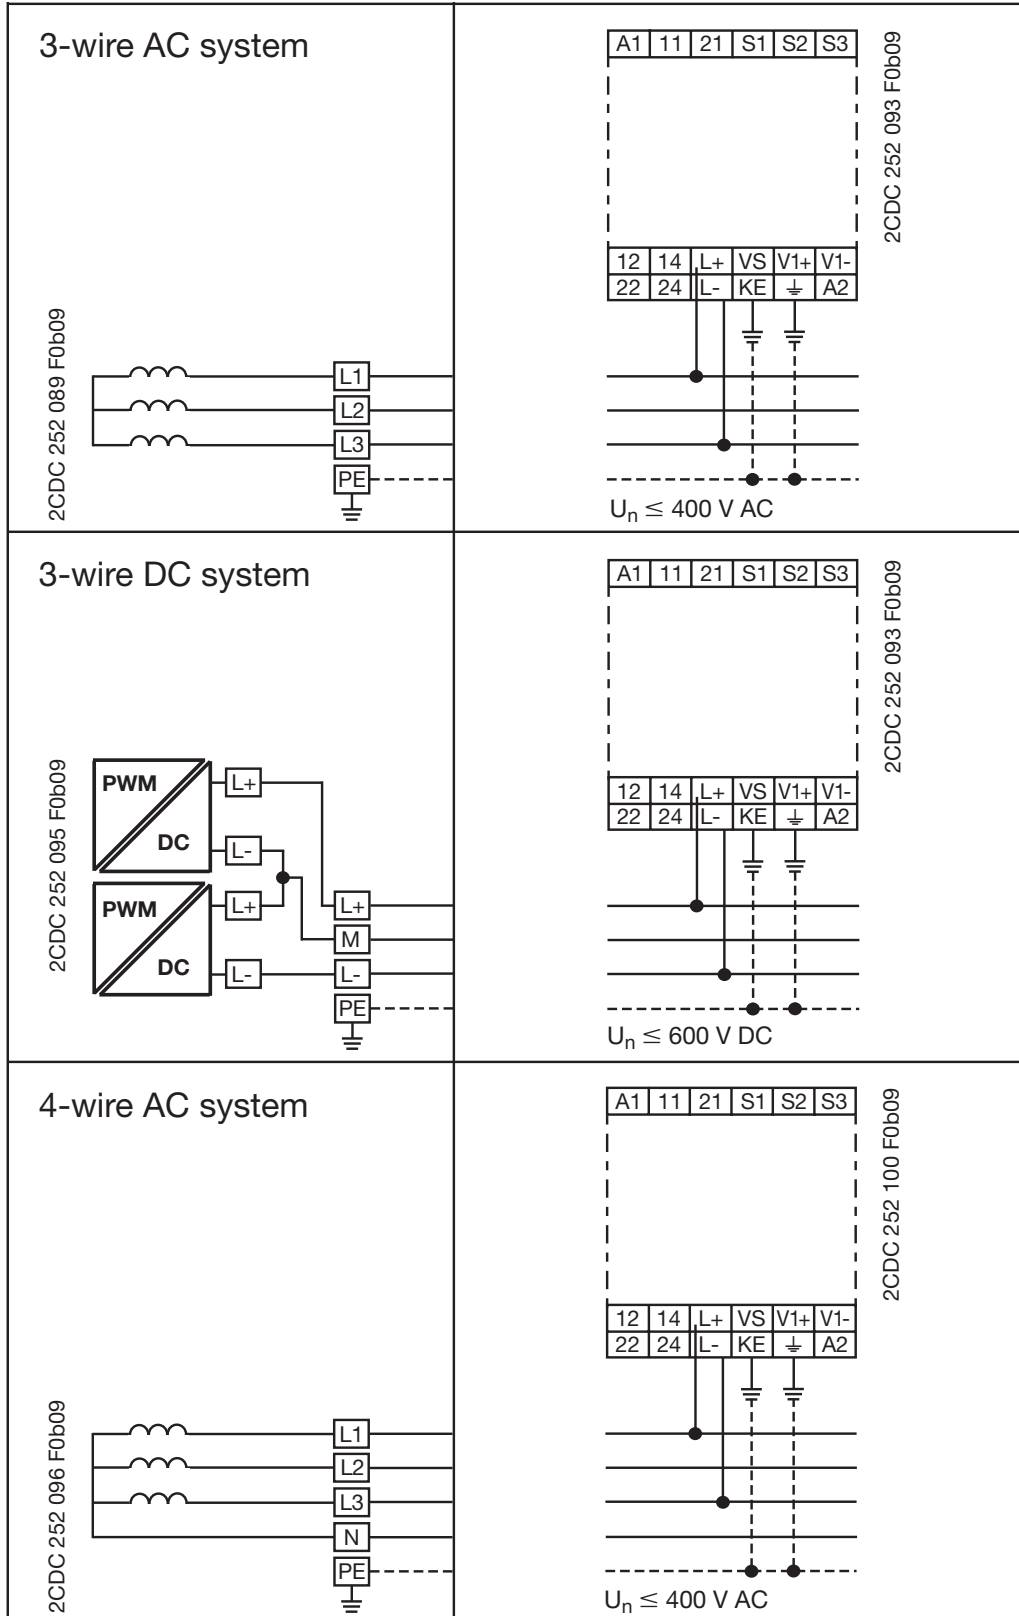 3-wire AC system
2CDC 252 089 F0b09
L1
L2
L3
PE
A1 11 21 S1 S2 S3
12 14 L+ VS V1+ V1-
22 24 L- KE A2
Un ≤ 400 V AC
2CDC 252 093 F0b09
3-wire DC system
2CDC 252 095 F0b09
PWM
DC
L+
L-
PWM
DC
L+
L-
L+
M
L-
PE
A1 11 21 S1 S2 S3
12 14 L+ VS V1+ V1-
22 24 L- KE A2
Un ≤ 600 V DC
2CDC 252 093 F0b09
4-wire AC system
2CDC 252 096 F0b09
L1
L2
L3
N
PE
A1 11 21 S1 S2 S3
12 14 L+ VS V1+ V1-
22 24 L- KE A2
Un ≤ 400 V AC
2CDC 252 100 F0b09